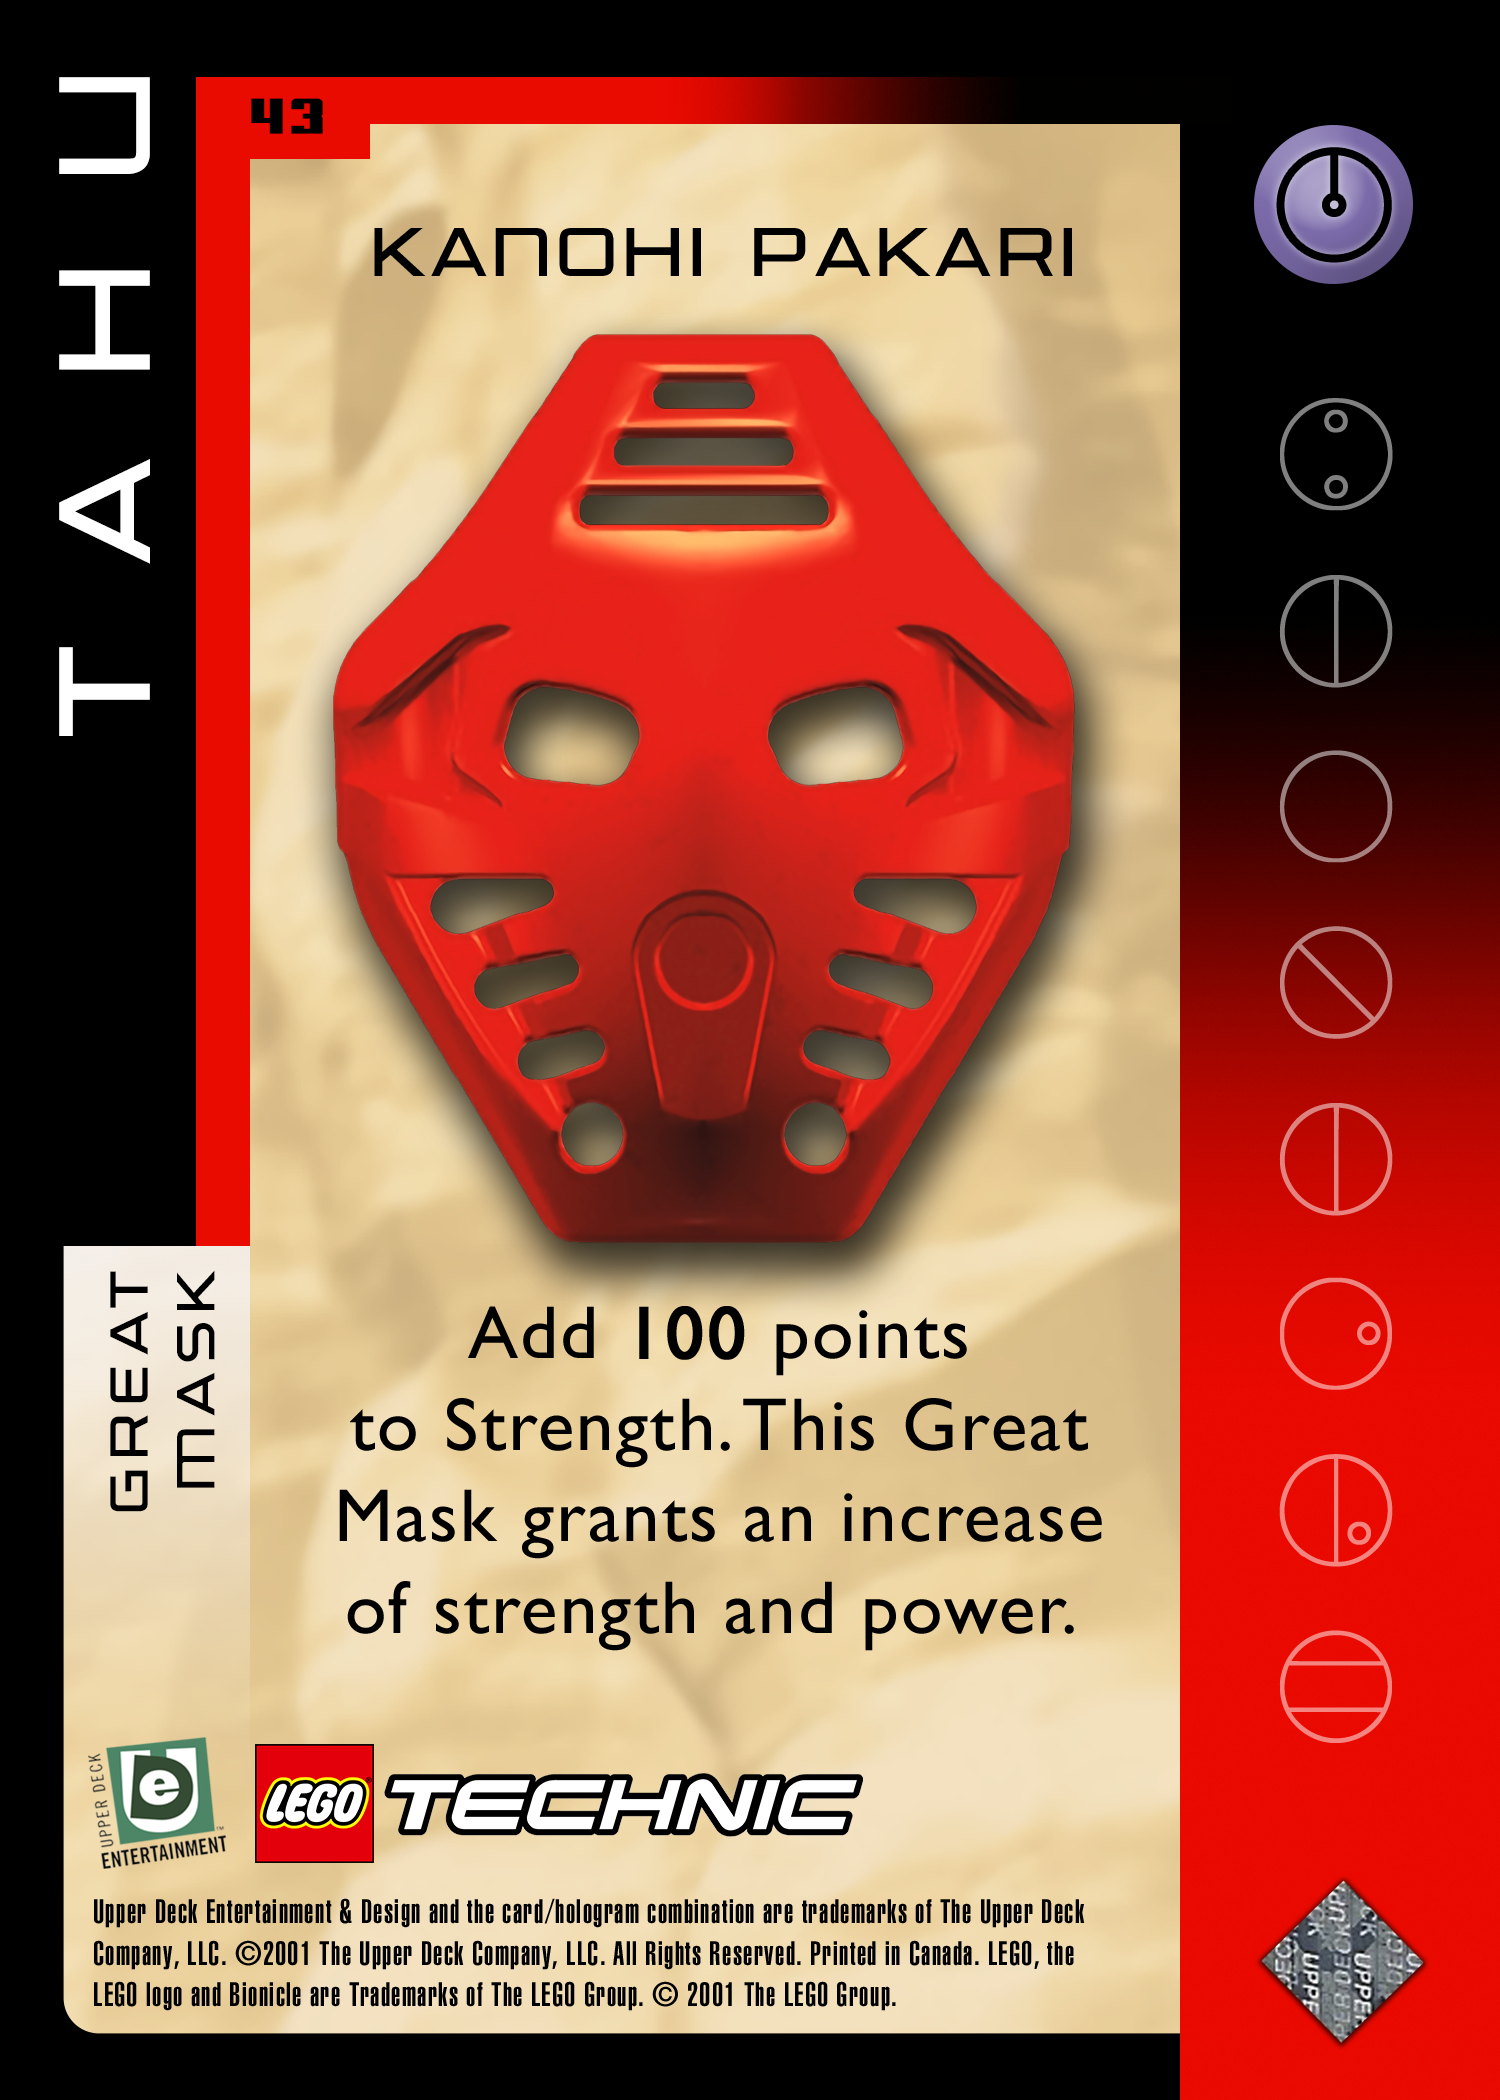 TAHU
43
KANOHI PAKARI
Add 100 points
to Strength. This Great
Mask grants an increase
of strength and power.
GREAT
MASK
UPPER DECK
ENTERTAINMENT
LEGO TECHNIC
Upper Deck Entertainment & Design and the card/hologram combination are trademarks of The Upper Deck
Company, LLC. ©2001 The Upper Deck Company, LLC. All Rights Reserved. Printed in Canada. LEGO, the
LEGO logo and Bionicle are Trademarks of The LEGO Group. © 2001 The LEGO Group.